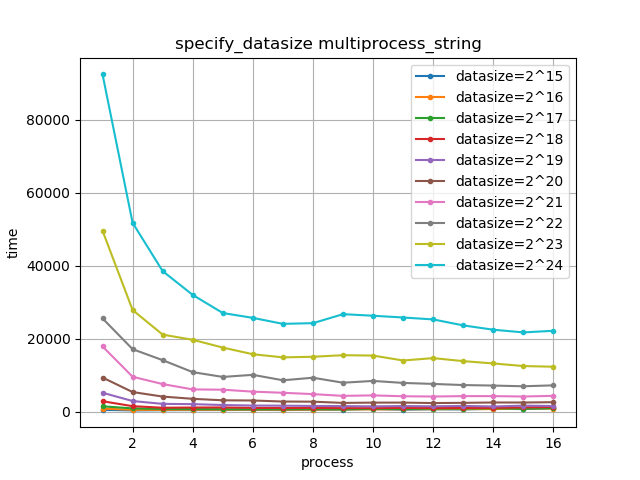 specify_datasize multiprocess_string
time
80000
60000
40000
20000
0
datasize=2^15
datasize=2^16
datasize=2^17
datasize=2^18
datasize=2^19
datasize=2^20
datasize=2^21
datasize=2^22
datasize=2^23
datasize=2^24
2 4 6 8 10 12 14 16
process